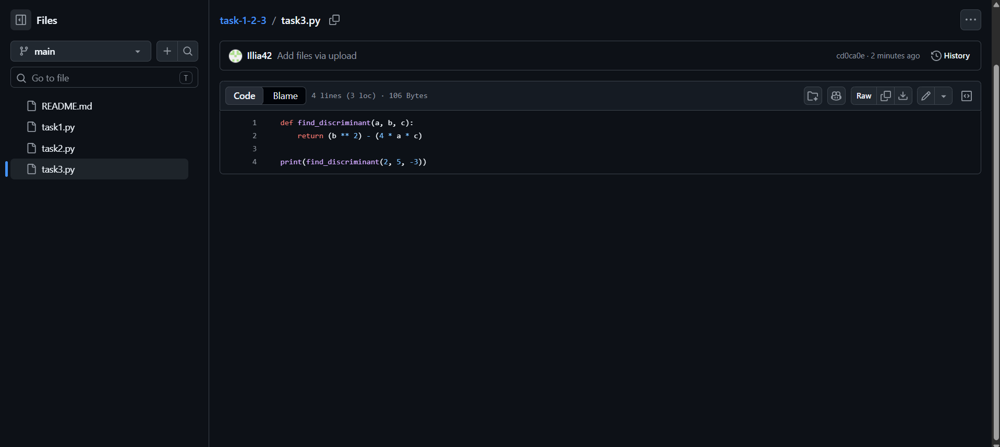 Files
main
Go to file
T
README.md
task1.py
task2.py
task3.py
task-1-2-3 / task3.py
Illia42 Add files via upload
cd0ca0e · 2 minutes ago
History
Code Blame 4 lines (3 loc) · 106 Bytes
Raw
1 def find_discriminant(a, b, c):
2     return (b ** 2) - (4 * a * c)
3
4 print(find_discriminant(2, 5, -3))